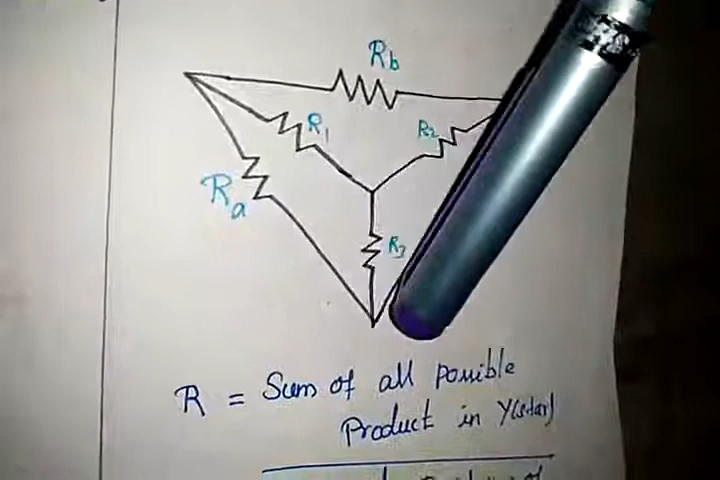 Rb
R1
R2
Ra
R3
R = Sum of all possible
Product in Y(star)